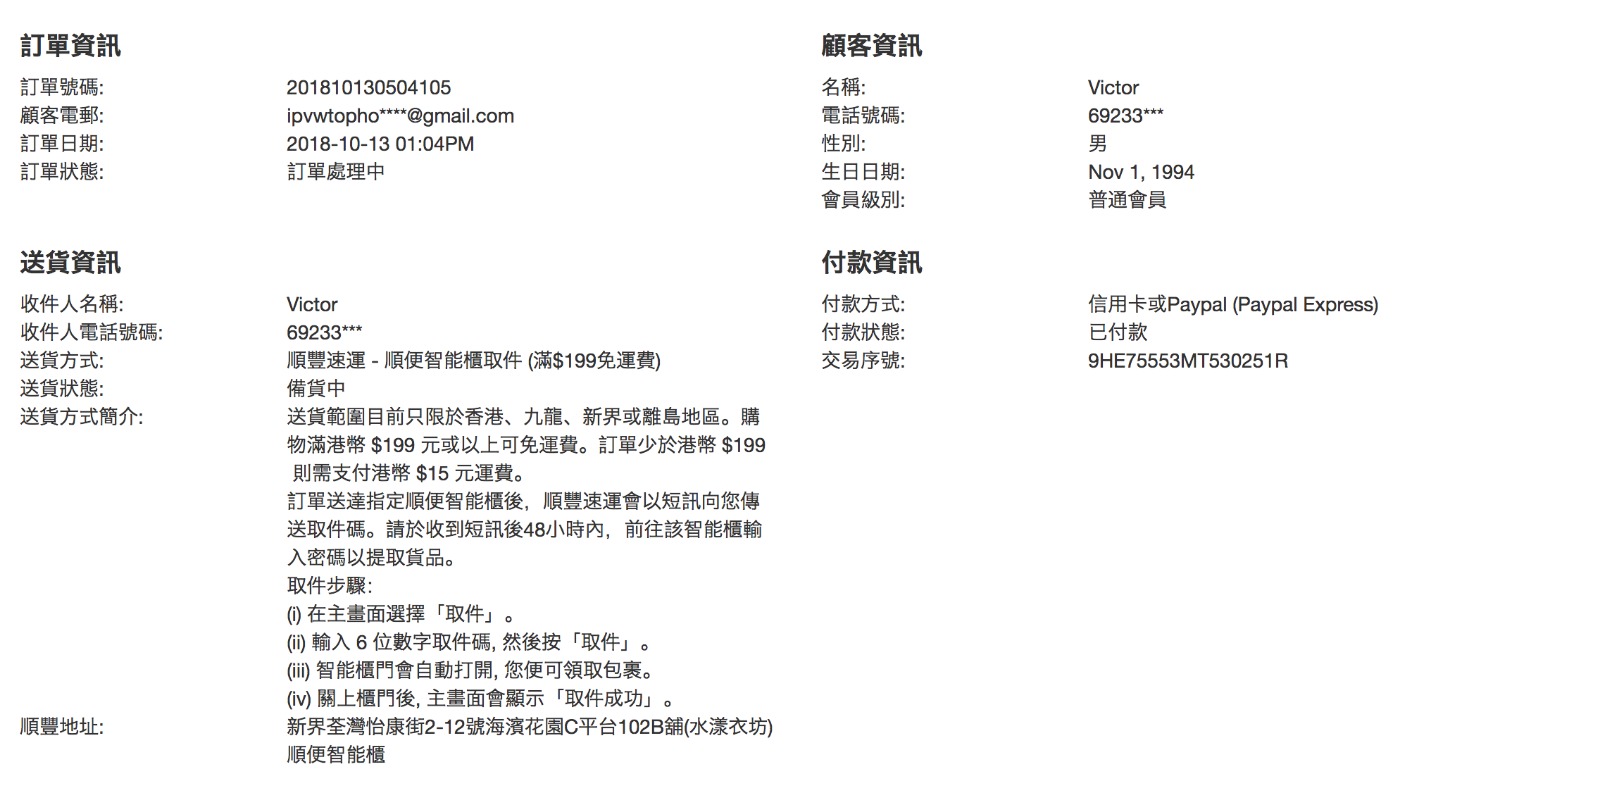 訂單資訊
訂單號碼: 201810130504105
顧客電郵: ipvwtopho****@gmail.com
訂單日期: 2018-10-13 01:04PM
訂單狀態: 訂單處理中
顧客資訊
名稱: Victor
電話號碼: 69233***
性別: 男
生日日期: Nov 1, 1994
會員級別: 普通會員
送貨資訊
收件人名稱: Victor
收件人電話號碼: 69233***
送貨方式: 順豐速運 - 順便智能櫃取件 (滿$199免運費)
送貨狀態: 備貨中
送貨方式簡介: 送貨範圍目前只限於香港、九龍、新界或離島地區。購
物滿港幣 $199 元或以上可免運費。訂單少於港幣 $199
則需支付港幣 $15 元運費。
訂單送達指定順便智能櫃後，順豐速運會以短訊向您傳
送取件碼。請於收到短訊後48小時內，前往該智能櫃輸
入密碼以提取貨品。
取件步驟:
(i) 在主畫面選擇「取件」。
(ii) 輸入 6 位數字取件碼, 然後按「取件」。
(iii) 智能櫃門會自動打開, 您便可領取包裹。
(iv) 關上櫃門後, 主畫面會顯示「取件成功」。
順豐地址: 新界荃灣怡康街2-12號海濱花園C平台102B舖(水漾衣坊)
順便智能櫃
付款資訊
付款方式: 信用卡或Paypal (Paypal Express)
付款狀態: 已付款
交易序號: 9HE75553MT530251R